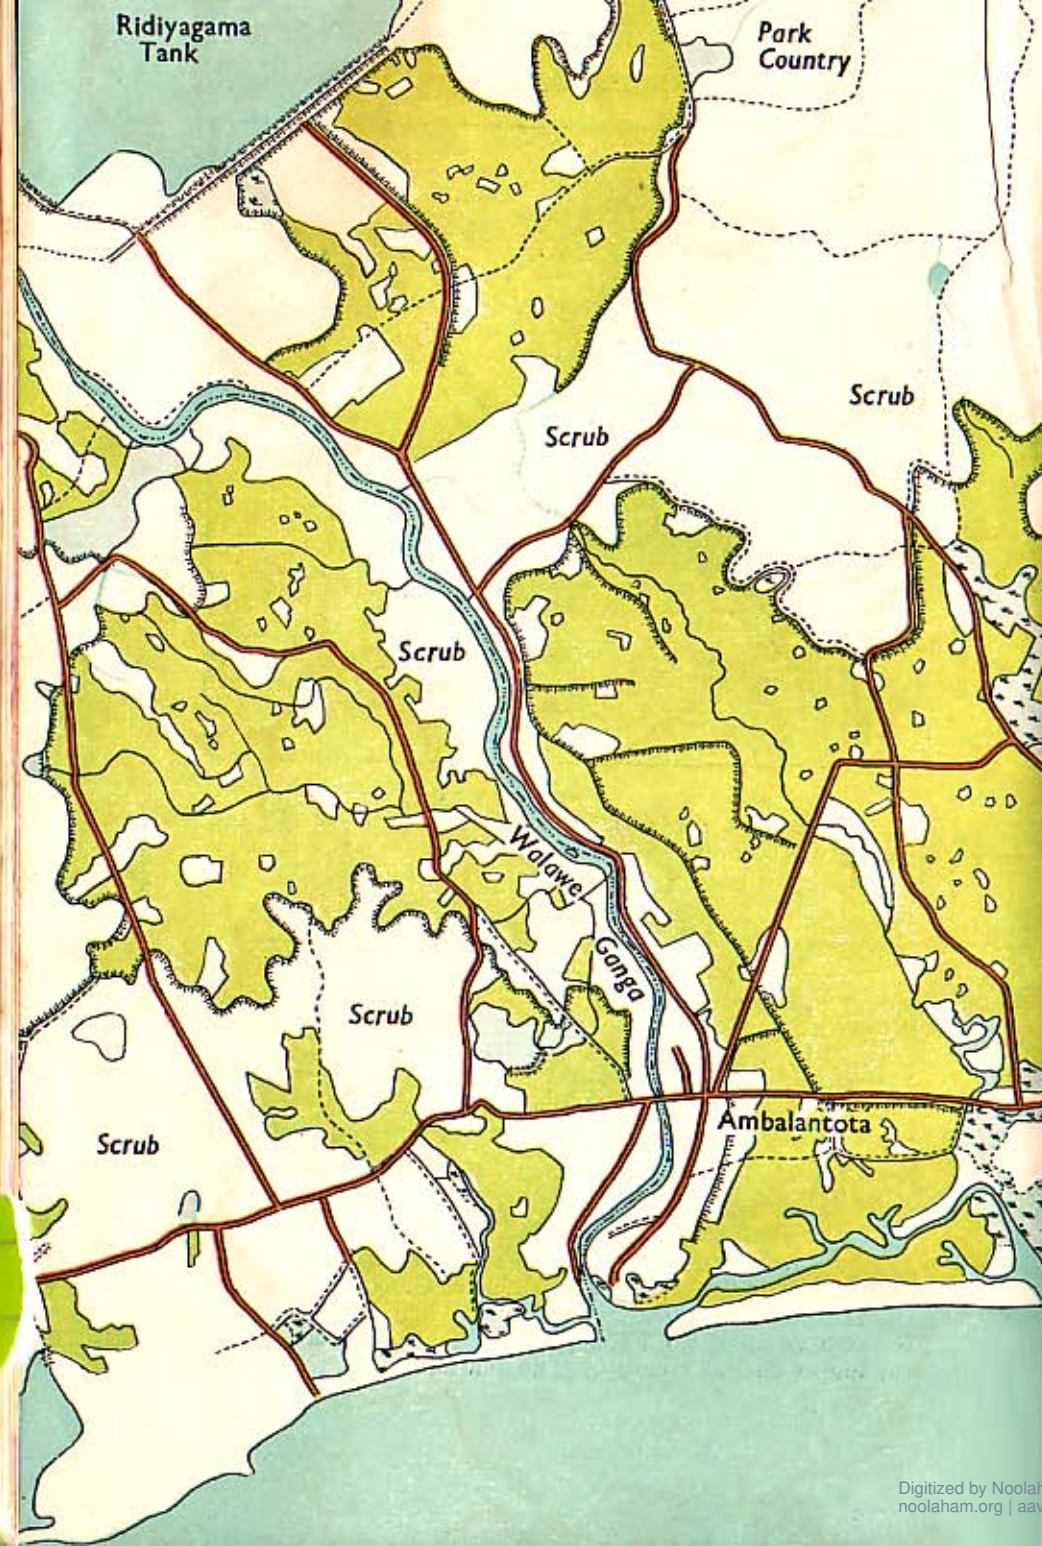 Ridiyagama
Tank
Park
Country
Scrub
Scrub
Scrub
Walawe
Ganga
Scrub
Scrub
Ambalantota
Digitized by Noolah
noolaham.org | aav